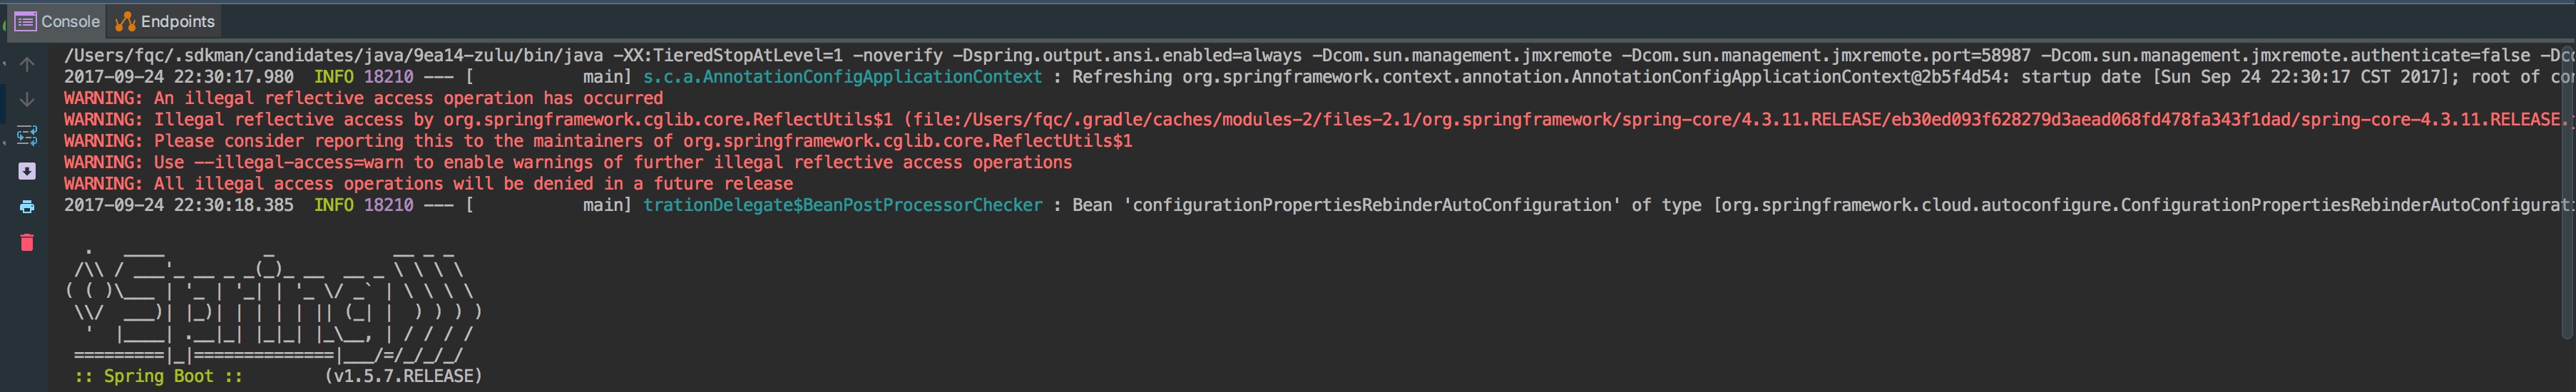 Console Endpoints
/Users/fqc/.sdkman/candidates/java/9ea14-zulu/bin/java -XX:TieredStopAtLevel=1 -noverify -Dspring.output.ansi.enabled=always -Dcom.sun.management.jmxremote -Dcom.sun.management.jmxremote.port=58987 -Dcom.sun.management.jmxremote.authenticate=false
2017-09-24 22:30:17.980  INFO 18210 --- [           main] s.c.a.AnnotationConfigApplicationContext : Refreshing org.springframework.context.annotation.AnnotationConfigApplicationContext@2b5f4d54: startup date [Sun Sep 24 22:30:17 CST 2017]; root of
WARNING: An illegal reflective access operation has occurred
WARNING: Illegal reflective access by org.springframework.cglib.core.ReflectUtils$1 (file:/Users/fqc/.gradle/caches/modules-2/files-2.1/org.springframework/spring-core/4.3.11.RELEASE/eb30ed093f628279d3aead068fd478fa343f1dad/spring-core-4.3.11.RELEASE.
WARNING: Please consider reporting this to the maintainers of org.springframework.cglib.core.ReflectUtils$1
WARNING: Use --illegal-access=warn to enable warnings of further illegal reflective access operations
WARNING: All illegal access operations will be denied in a future release
2017-09-24 22:30:18.385  INFO 18210 --- [           main] trationDelegate$BeanPostProcessorChecker : Bean 'configurationPropertiesRebinderAutoConfiguration' of type [org.springframework.cloud.autoconfigure.ConfigurationPropertiesRebinderAutoConfigurat
  .   ____          _            __ _ _
 /\\ / ___'_ __ _ _(_)_ __  __ _ \ \ \ \
( ( )\___ | '_ | '_| | '_ \/ _` | \ \ \ \
 \\/  ___)| |_)| | | | | || (_| |  ) ) ) )
  '  |____| .__|_| |_|_| |_\__, | / / / /
 =========|_|==============|___/=/_/_/_/
 :: Spring Boot ::        (v1.5.7.RELEASE)